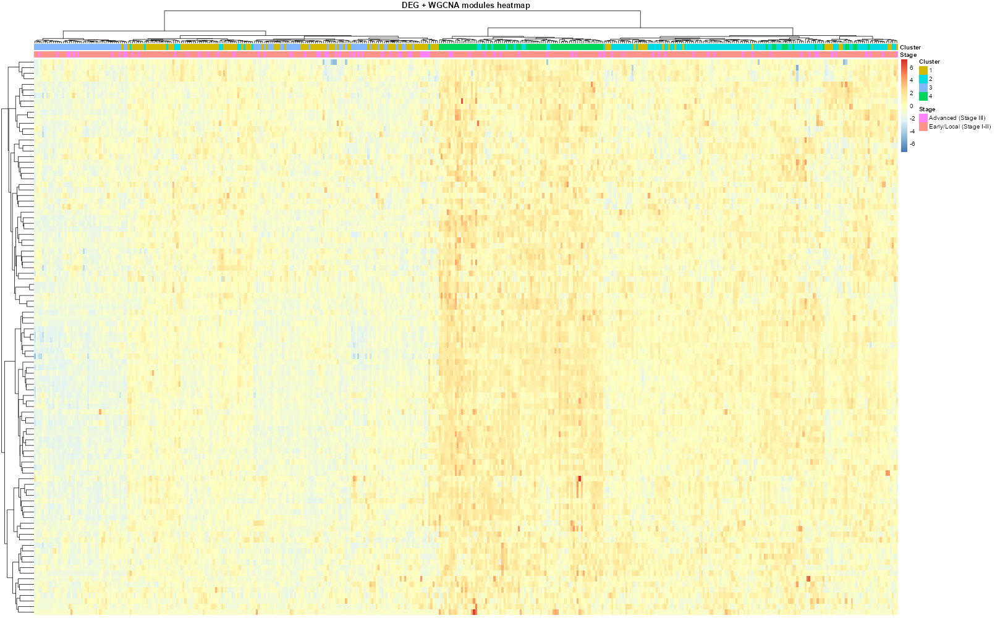 DEG + WGCNA modules heatmap
Cluster
Stage
6
4
2
0
-2
-4
-6
Cluster
1
2
3
4
Stage
Advanced (Stage III)
Early/Local (Stage I-II)